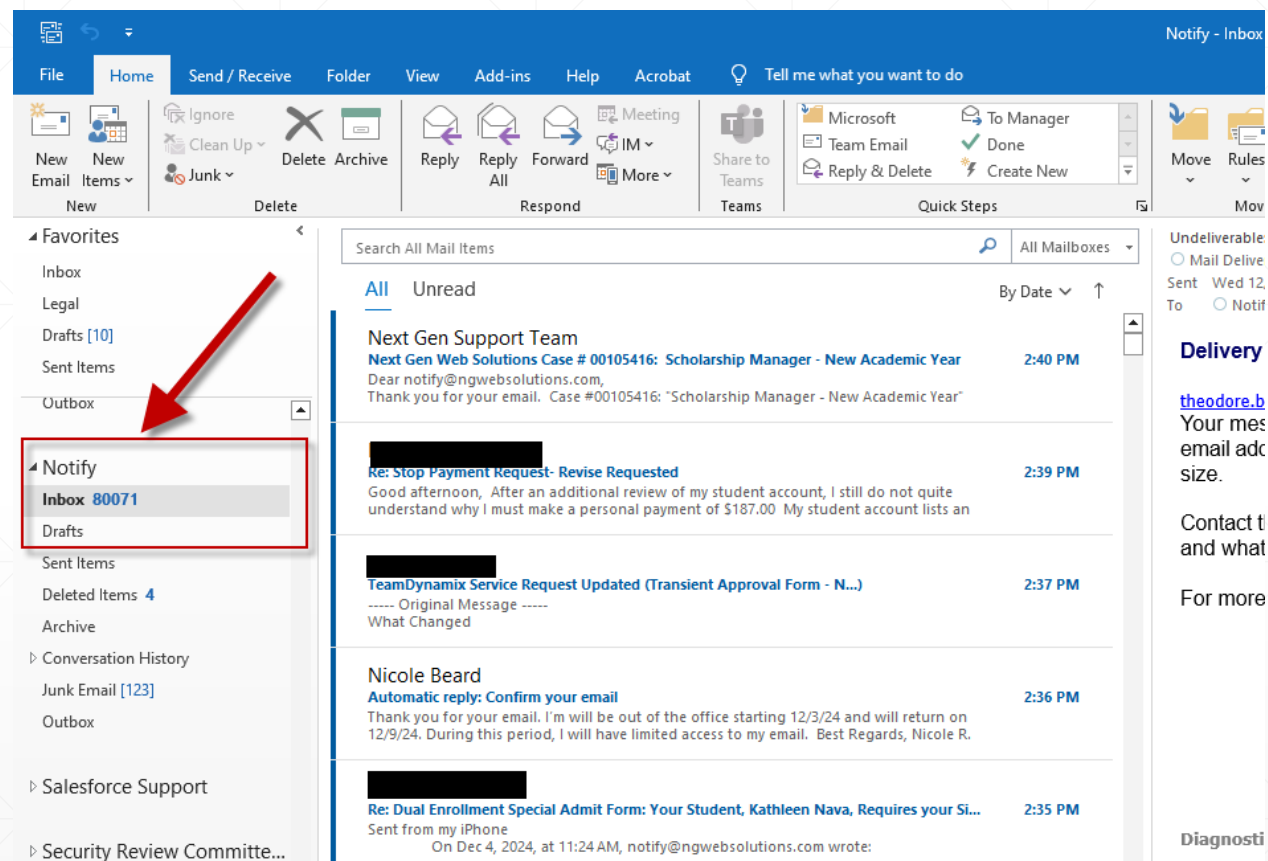 Notify - Inbox
File Home Send / Receive Folder View Add-ins Help Acrobat Tell me what you want to do
New Email
New Items
Ignore
Clean Up
Junk
Delete
Archive
Reply
Reply All
Forward
Meeting
IM
More
Share to Teams
Microsoft
Team Email
Reply & Delete
To Manager
Done
Create New
Move
Rules
New
Delete
Respond
Teams
Quick Steps
Mov
Favorites
Inbox
Legal
Drafts [10]
Sent Items
Outbox
Notify
Inbox 80071
Drafts
Sent Items
Deleted Items 4
Archive
Conversation History
Junk Email [123]
Outbox
Salesforce Support
Security Review Committe...
Search All Mail Items
All Mailboxes
All Unread
By Date
Next Gen Support Team
Next Gen Web Solutions Case # 00105416: Scholarship Manager - New Academic Year 2:40 PM
Dear notify@ngwebsolutions.com,
Thank you for your email. Case #00105416: "Scholarship Manager - New Academic Year"
Re: Stop Payment Request- Revise Requested 2:39 PM
Good afternoon, After an additional review of my student account, I still do not quite
understand why I must make a personal payment of $187.00 My student account lists an
TeamDynamix Service Request Updated (Transient Approval Form - N...) 2:37 PM
----- Original Message -----
What Changed
Nicole Beard
Automatic reply: Confirm your email 2:36 PM
Thank you for your email. I'm will be out of the office starting 12/3/24 and will return on
12/9/24. During this period, I will have limited access to my email. Best Regards, Nicole R.
Re: Dual Enrollment Special Admit Form: Your Student, Kathleen Nava, Requires your Si... 2:35 PM
Sent from my iPhone
On Dec 4, 2024, at 11:24 AM, notify@ngwebsolutions.com wrote:
Undeliverable:
Mail Delive
Sent Wed 12/
To Notif
Delivery
theodore.b
Your mes
email add
size.
Contact t
and what
For more
Diagnosti